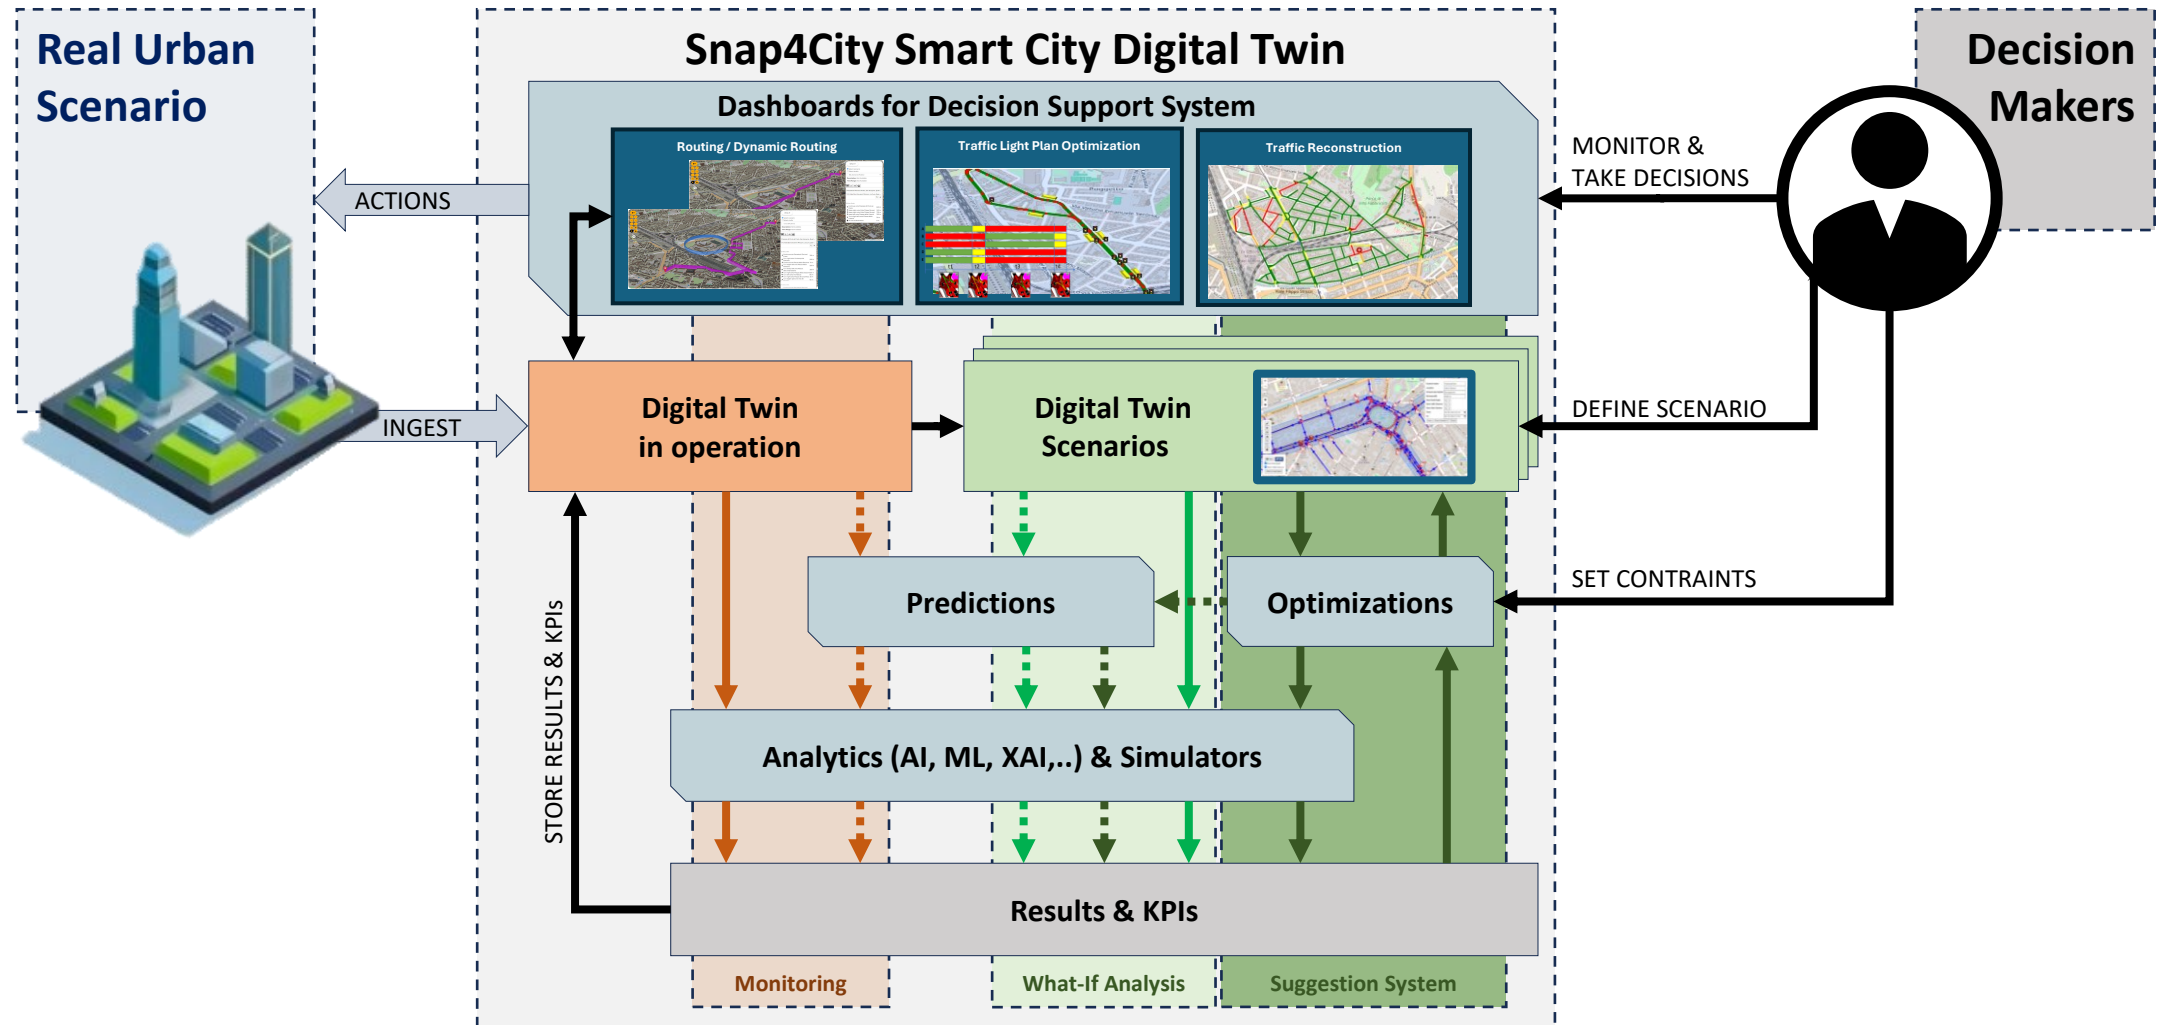 Real Urban
Scenario
Snap4City Smart City Digital Twin
Decision
Makers
Dashboards for Decision Support System
Routing / Dynamic Routing
Traffic Light Plan Optimization
Traffic Reconstruction
MONITOR &
TAKE DECISIONS
ACTIONS
INGEST
Digital Twin
in operation
Digital Twin
Scenarios
DEFINE SCENARIO
Predictions
Optimizations
SET CONTRAINTS
STORE RESULTS & KPIs
Analytics (AI, ML, XAI,..) & Simulators
Results & KPIs
Monitoring
What-If Analysis
Suggestion System